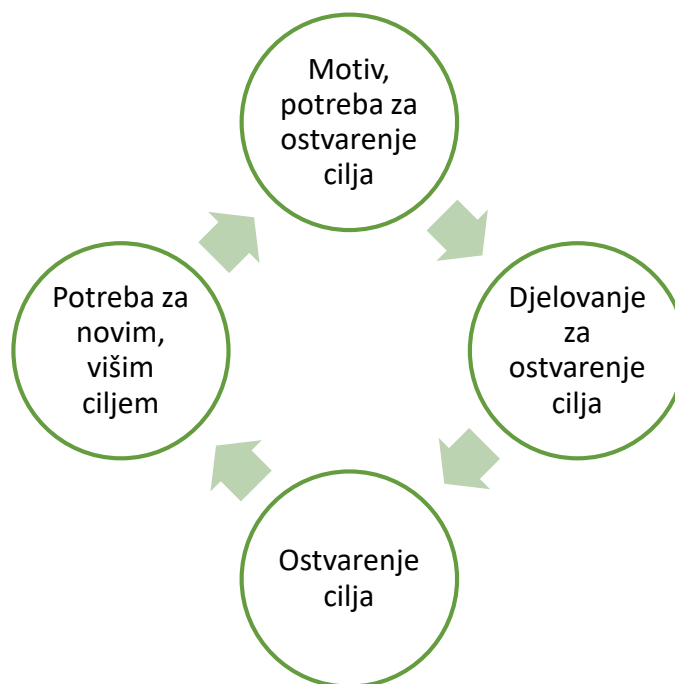 Motiv,
potreba za
ostvarenje
cilja
Djelovanje
za
ostvarenje
cilja
Ostvarenje
cilja
Potreba za
novim,
višim
ciljem